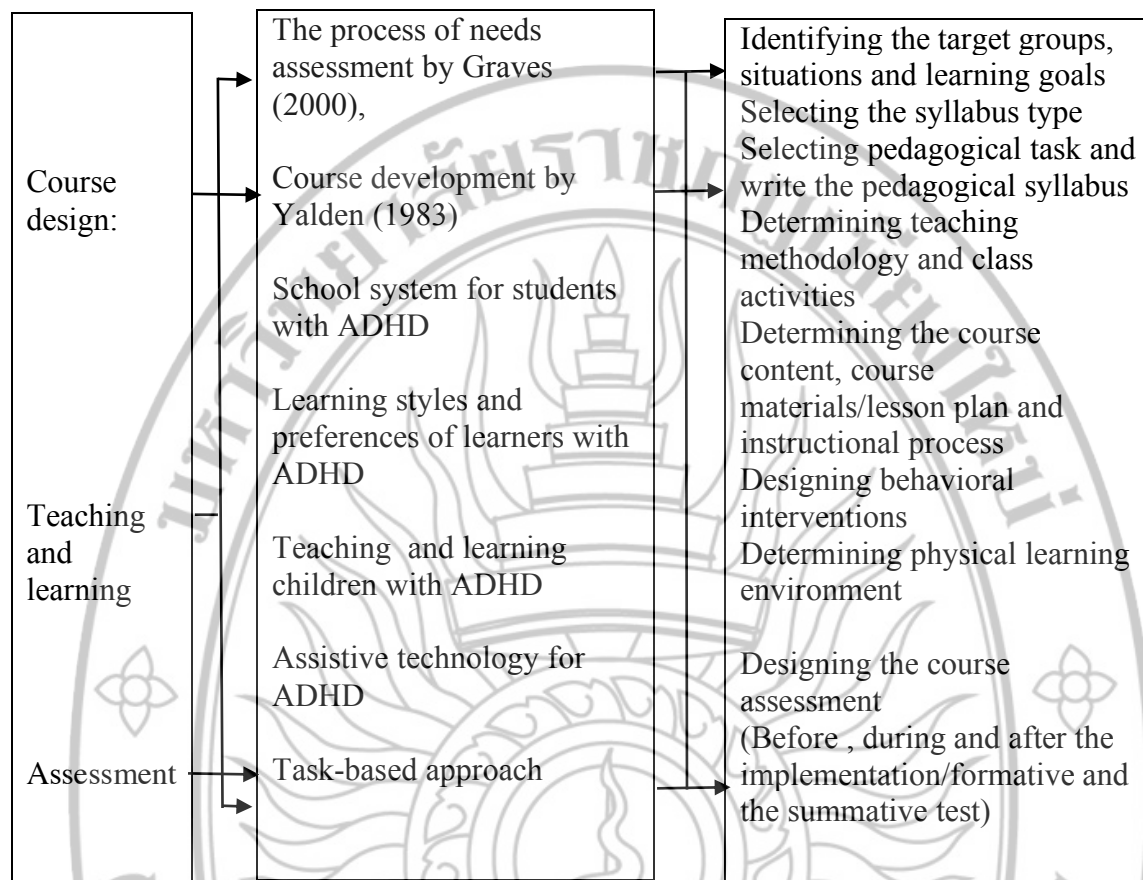 Course
design:
Teaching
and
learning
Assessment
The process of needs
assessment by Graves
(2000),
Course development by
Yalden (1983)
School system for students
with ADHD
Learning styles and
preferences of learners with
ADHD
Teaching and learning
children with ADHD
Assistive technology for
ADHD
Task-based approach
Identifying the target groups,
situations and learning goals
Selecting the syllabus type
Selecting pedagogical task and
write the pedagogical syllabus
Determining teaching
methodology and class
activities
Determining the course
content, course
materials/lesson plan and
instructional process
Designing behavioral
interventions
Determining physical learning
environment
Designing the course
assessment
(Before , during and after the
implementation/formative and
the summative test)